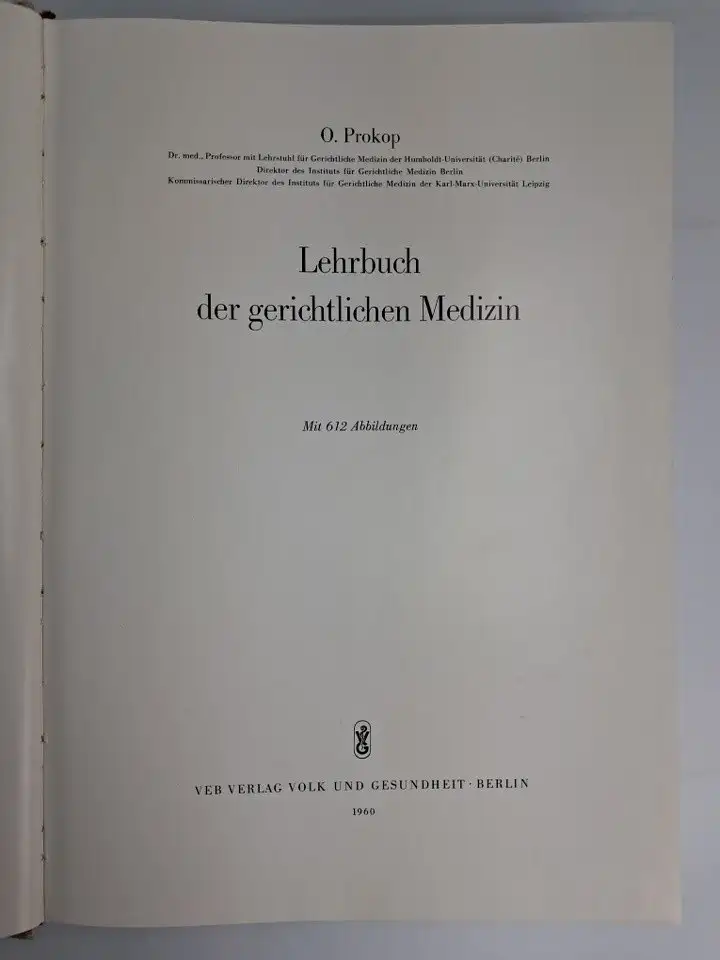 O. Prokop
Dr. med., Professor mit Lehrstuhl für Gerichtliche Medizin der Humboldt-Universität (Charité) Berlin
Direktor des Instituts für Gerichtliche Medizin Berlin
Kommissarischer Direktor des Instituts für Gerichtliche Medizin der Karl-Marx-Universität Leipzig
Lehrbuch
der gerichtlichen Medizin
Mit 612 Abbildungen
VEB VERLAG VOLK UND GESUNDHEIT · BERLIN
1960